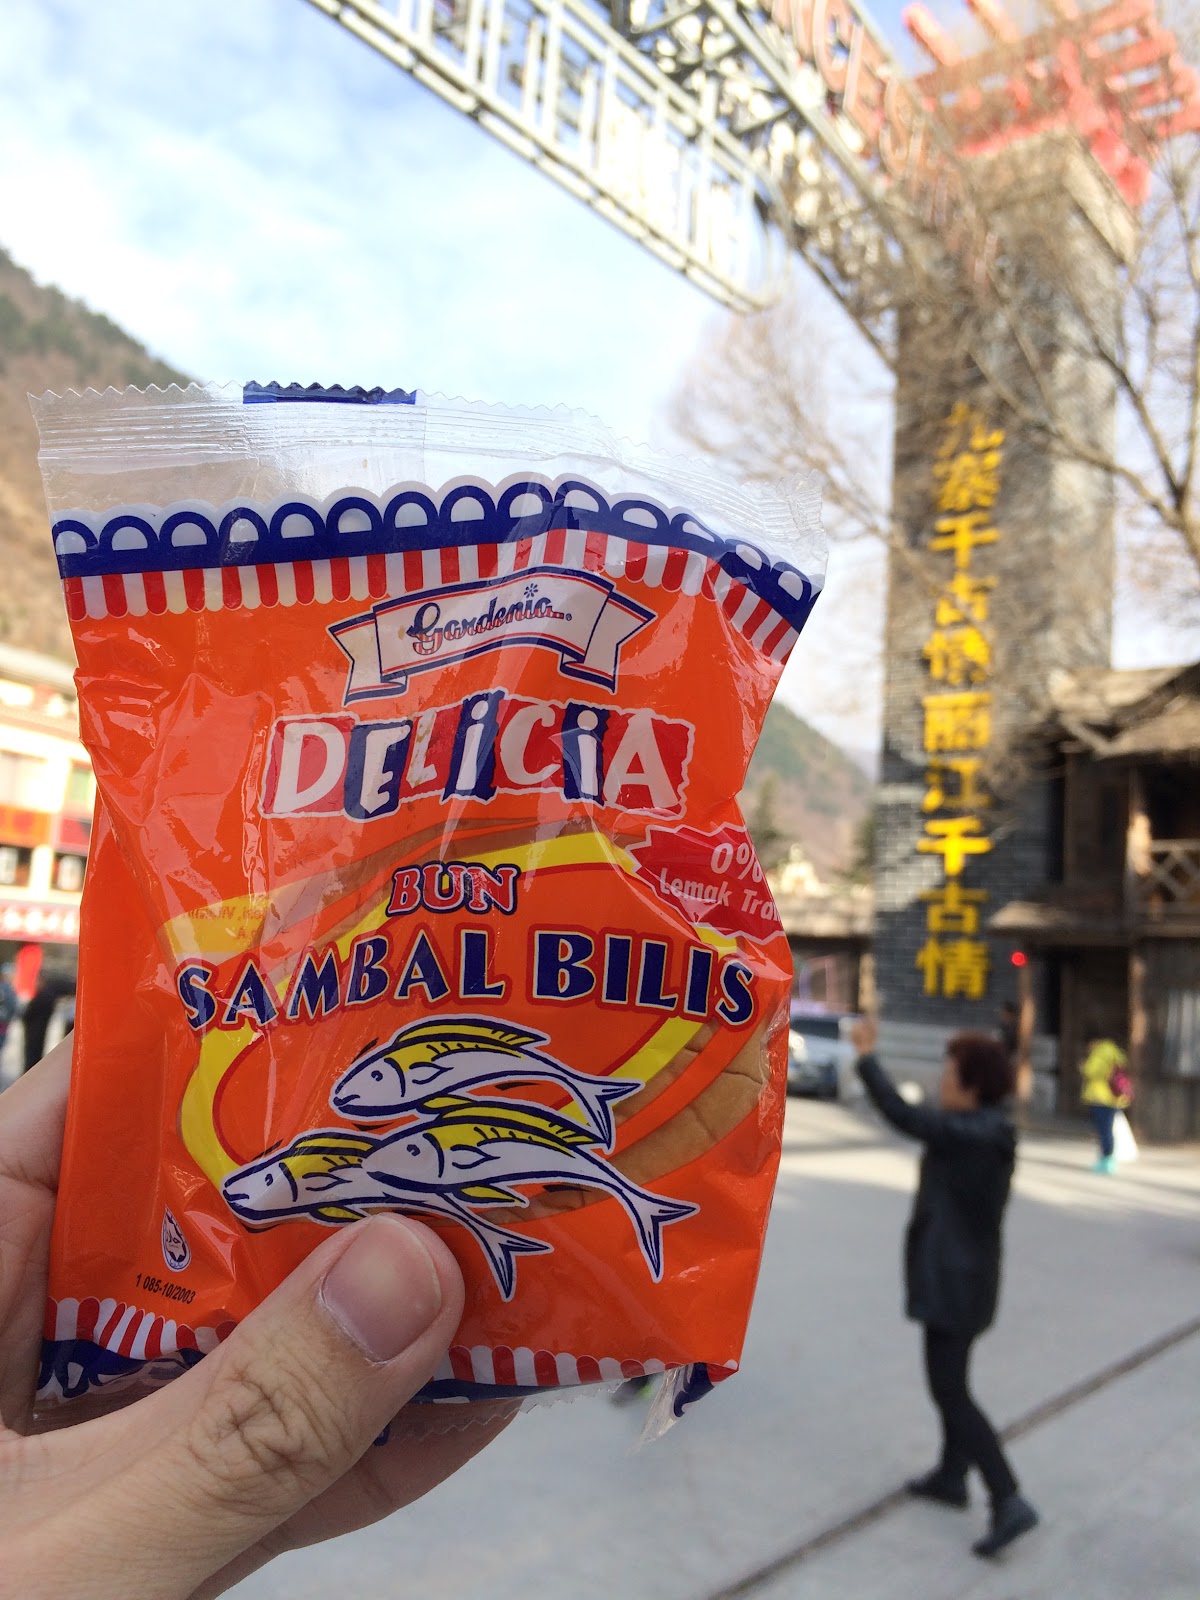 Gardenia
DELICIA
BUN
SAMBAL BILIS
0%
Lemak
1 085-10/2003
九寨千古情丽江千古情